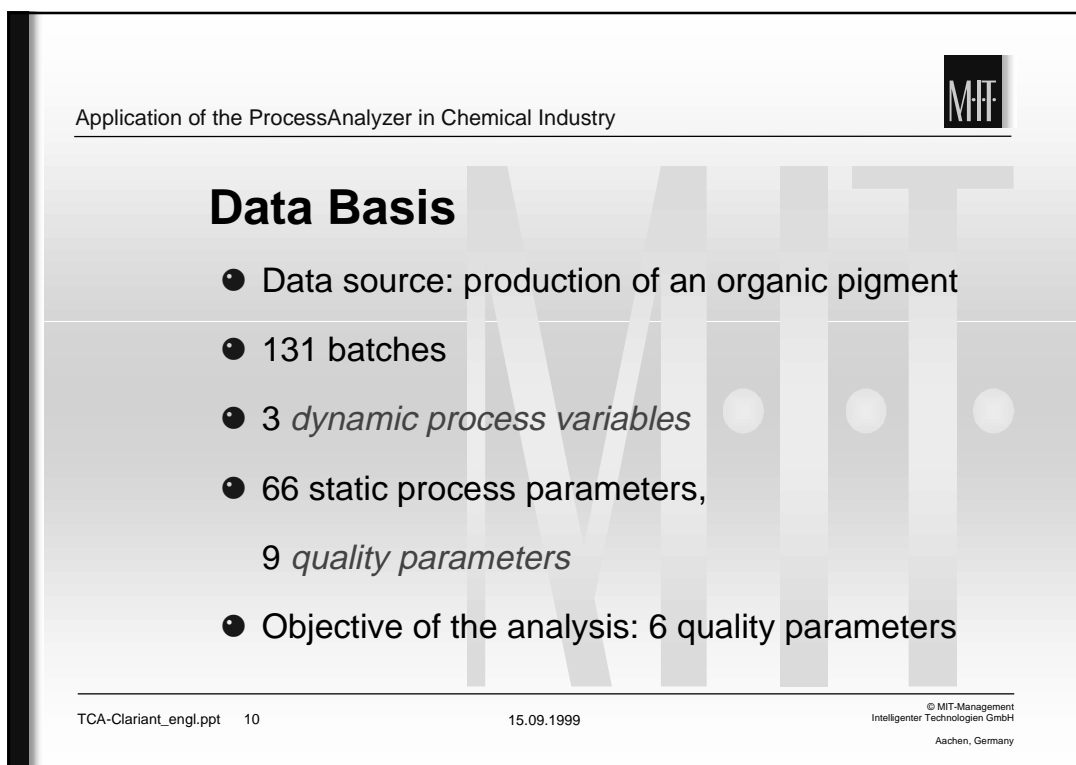 M·I·T·
Application of the ProcessAnalyzer in Chemical Industry
Data Basis
Data source: production of an organic pigment
131 batches
3 dynamic process variables
66 static process parameters,
9 quality parameters
Objective of the analysis: 6 quality parameters
M·I·T·
TCA-Clariant_engl.ppt 10 15.09.1999
© MIT-Management
Intelligenter Technologien GmbH
Aachen, Germany